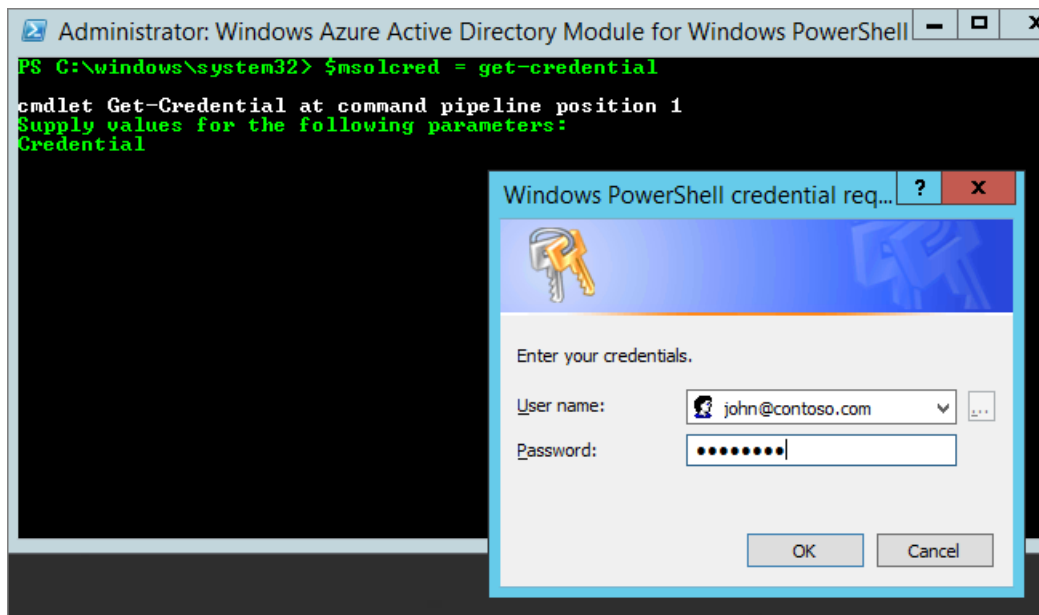 Administrator: Windows Azure Active Directory Module for Windows PowerShell
PS C:\windows\system32> $msolcred = get-credential
cmdlet Get-Credential at command pipeline position 1
Supply values for the following parameters:
Credential
Windows PowerShell credential req...
?
x
Enter your credentials.
User name:
john@contoso.com
...
Password:
••••••••
OK
Cancel